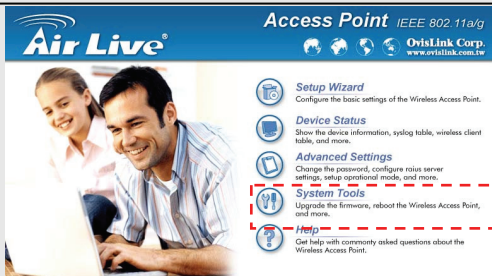 Access Point IEEE 802.11a/g
Air Live®
OvisLink Corp.
www.ovislink.com.tw
Setup Wizard
Configure the basic settings of the Wireless Access Point.
Device Status
Show the device information, syslog table, wireless client
table, and more.
Advanced Settings
Change the password, configure raius server
settings, setup oprational mode, and more.
System Tools
Upgrade the firmware, reboot the Wireless Access Point,
and more.
Help
Get help with commonty asked questions about the
Wireless Access Point.